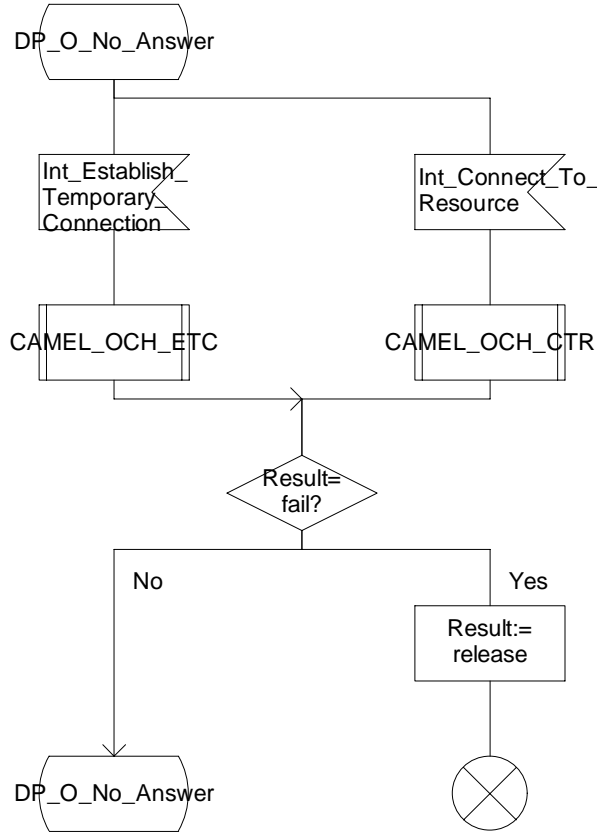 DP_O_No_Answer
Int_Establish_
Temporary_
Connection
Int_Connect_To_
Resource
CAMEL_OCH_ETC
CAMEL_OCH_CTR
Result=
fail?
No
Yes
Result:=
release
DP_O_No_Answer